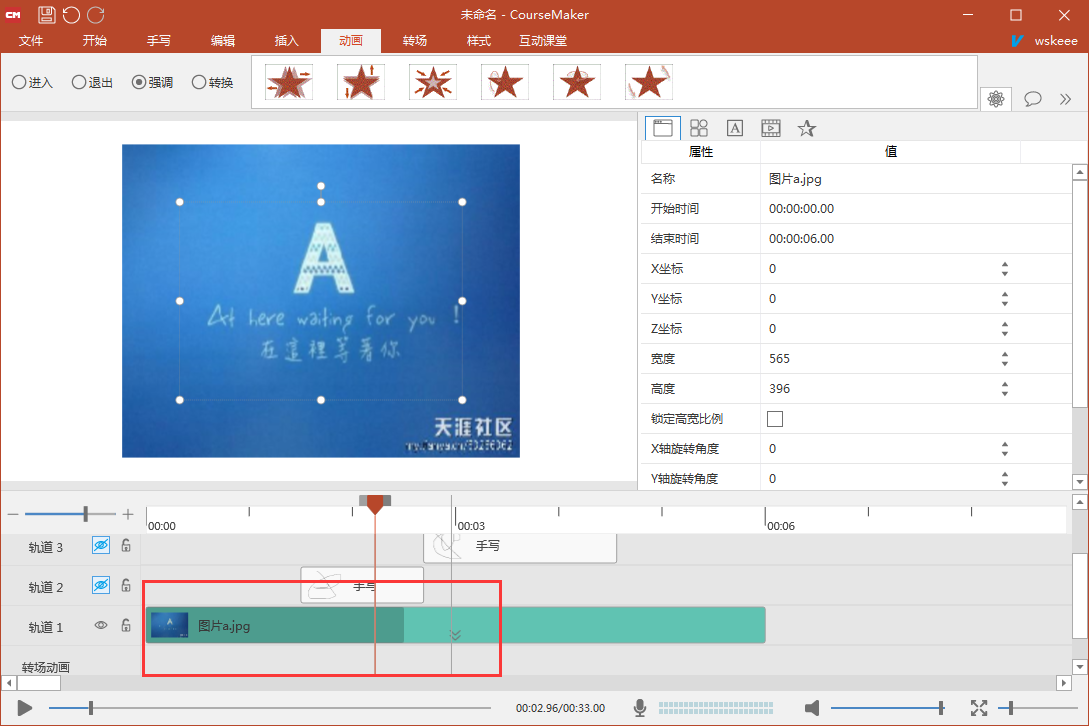 CM
未命名 - CourseMaker
文件 开始 手写 编辑 插入 动画 转场 样式 互动课堂 wskeee
进入 退出 强调 转换
属性 值
名称 图片a.jpg
开始时间 00:00:00.00
结束时间 00:00:06.00
X坐标 0
Y坐标 0
Z坐标 0
宽度 565
高度 396
锁定高宽比例
X轴旋转角度 0
Y轴旋转角度 0
A
At here waiting for you !
在這裡等著你
天涯社区
00:00 00:03 00:06
轨道 3 手写
轨道 2 手写
轨道 1 图片a.jpg
转场动画
00:02.96/00:33.00